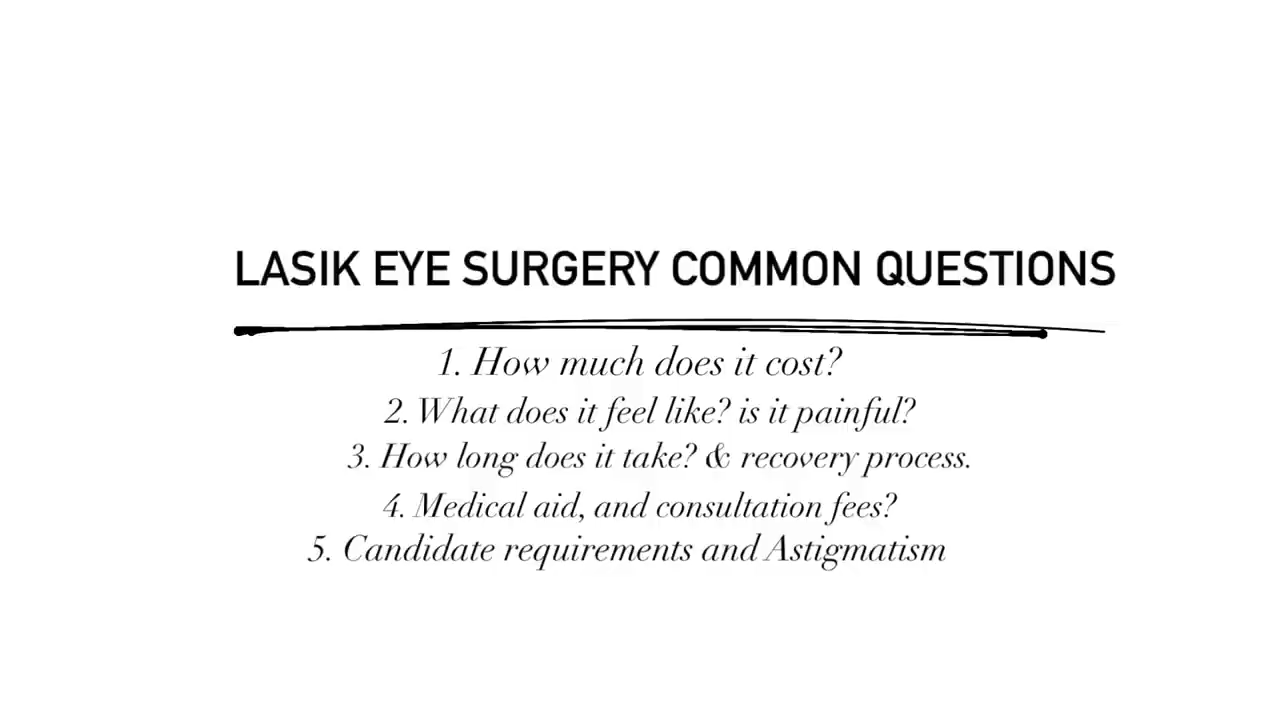 LASIK EYE SURGERY COMMON QUESTIONS
1. How much does it cost?
2. What does it feel like? is it painful?
3. How long does it take? & recovery process.
4. Medical aid, and consultation fees?
5. Candidate requirements and Astigmatism